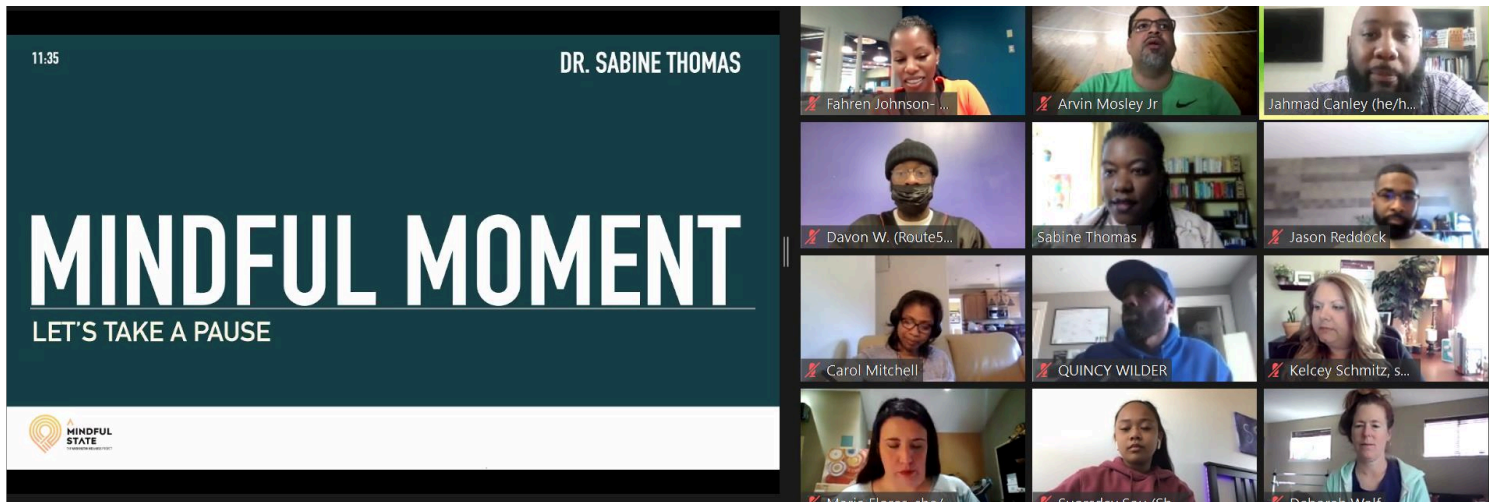 11:35
DR. SABINE THOMAS
MINDFUL MOMENT
LET'S TAKE A PAUSE
A
MINDFUL
STATE
Fahren Johnson- ...
Arvin Mosley Jr
Jahmad Canley (he/h...
Davon W. (Route5...
Sabine Thomas
Jason Reddock
Carol Mitchell
QUINCY WILDER
Kelcey Schmitz, s...